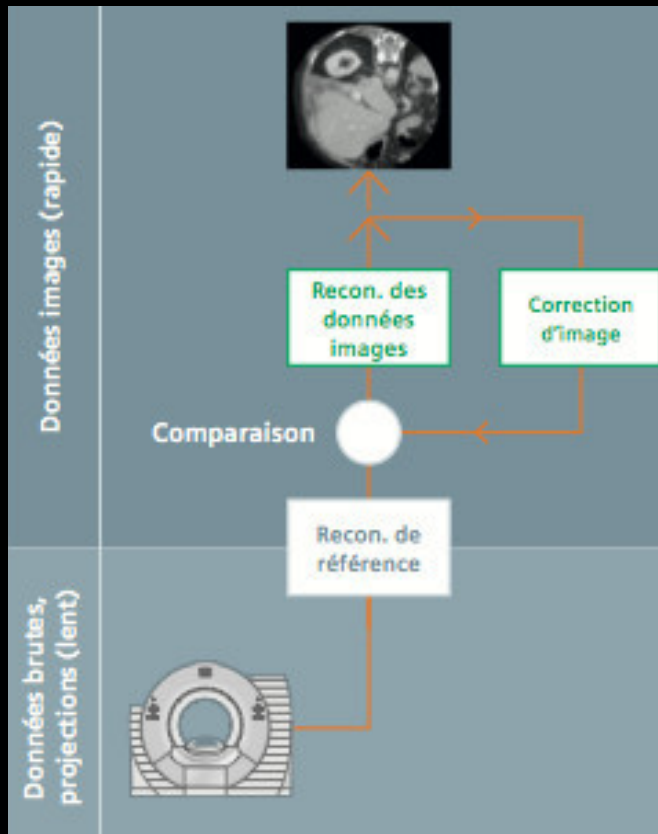 Données images (rapide)
Recon. des
données
images
Correction
d'image
Comparaison
Recon. de
référence
Données brutes,
projections (lent)